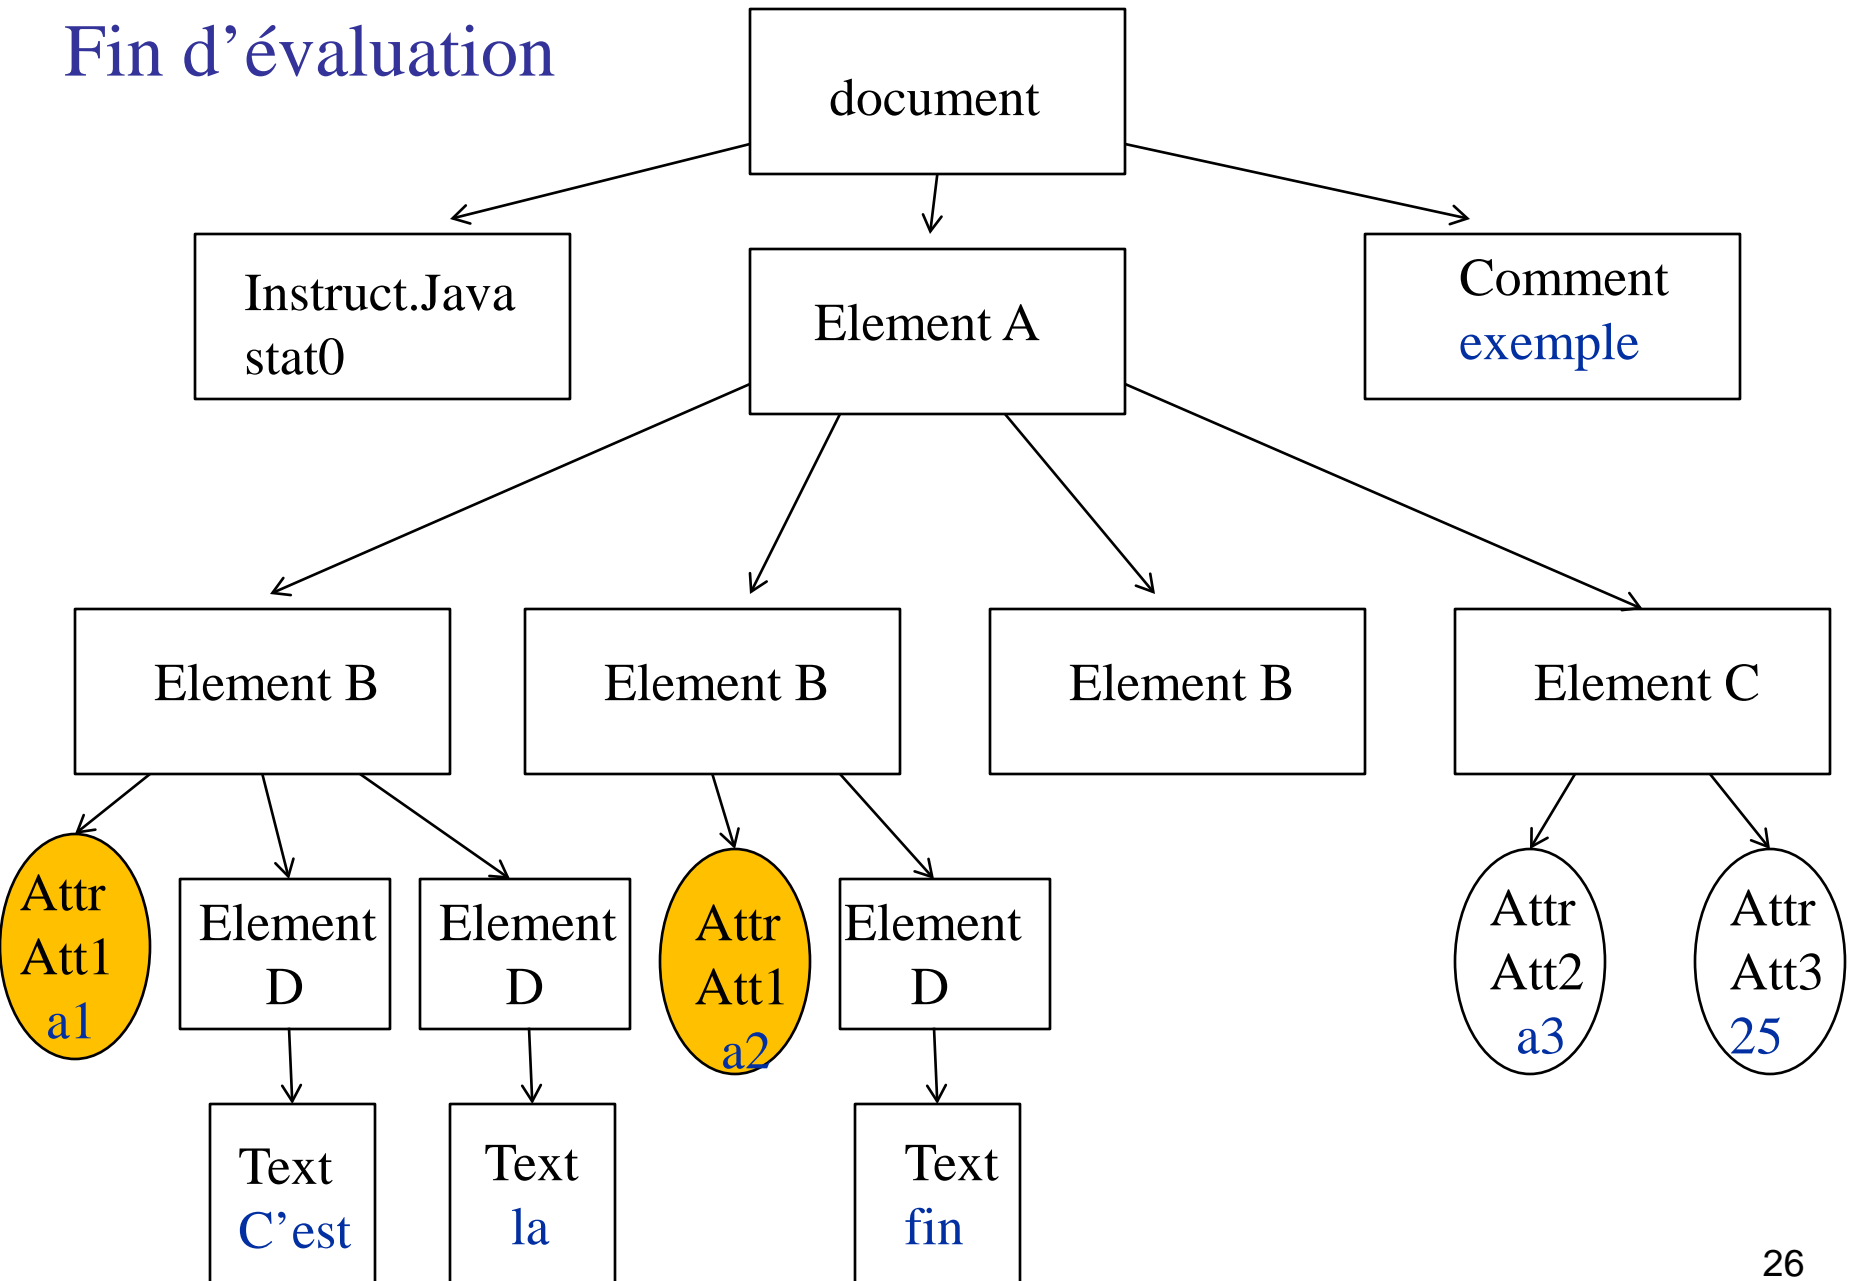 Fin d’évaluation
document
Instruct.Java
stat0
Element A
Comment
exemple
Element B
Element B
Element B
Element C
Attr
Att1
a1
Element
D
Element
D
Attr
Att1
a2
Element
D
Attr
Att2
a3
Attr
Att3
25
Text
C’est
Text
la
Text
fin
26